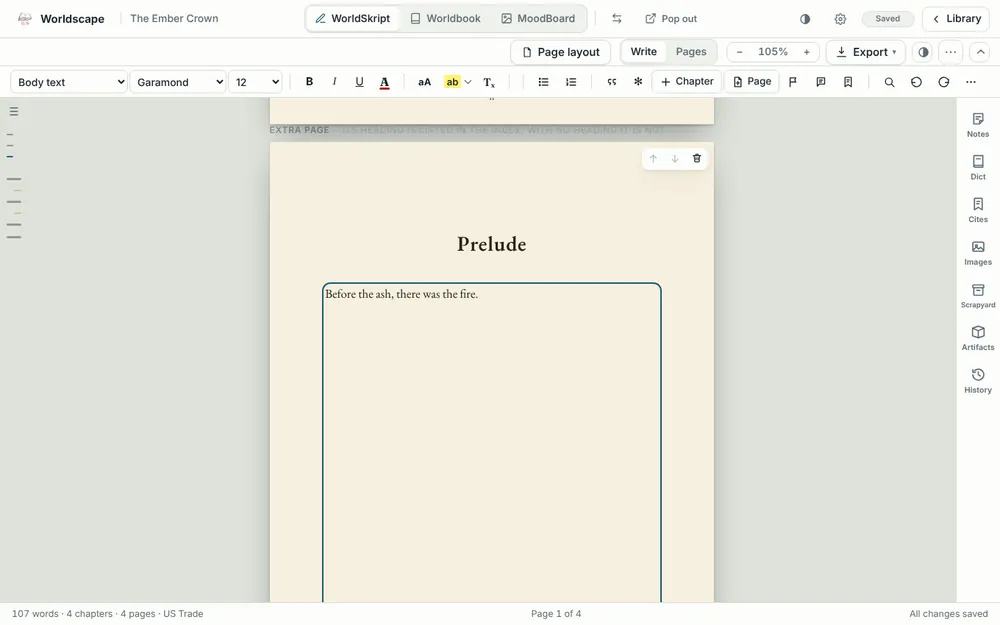 Worldscape
The Ember Crown
WorldSkript
Worldbook
MoodBoard
Pop out
Saved
Library
Page layout
Write
Pages
− 105% +
Export
Body text
Garamond
12
B I U A
aA
ab
Tx
+ Chapter
Page
EXTRA PAGE
Prelude
Before the ash, there was the fire.
Notes
Dict
Cites
Images
Scrapyard
Artifacts
History
107 words · 4 chapters · 4 pages · US Trade
Page 1 of 4
All changes saved